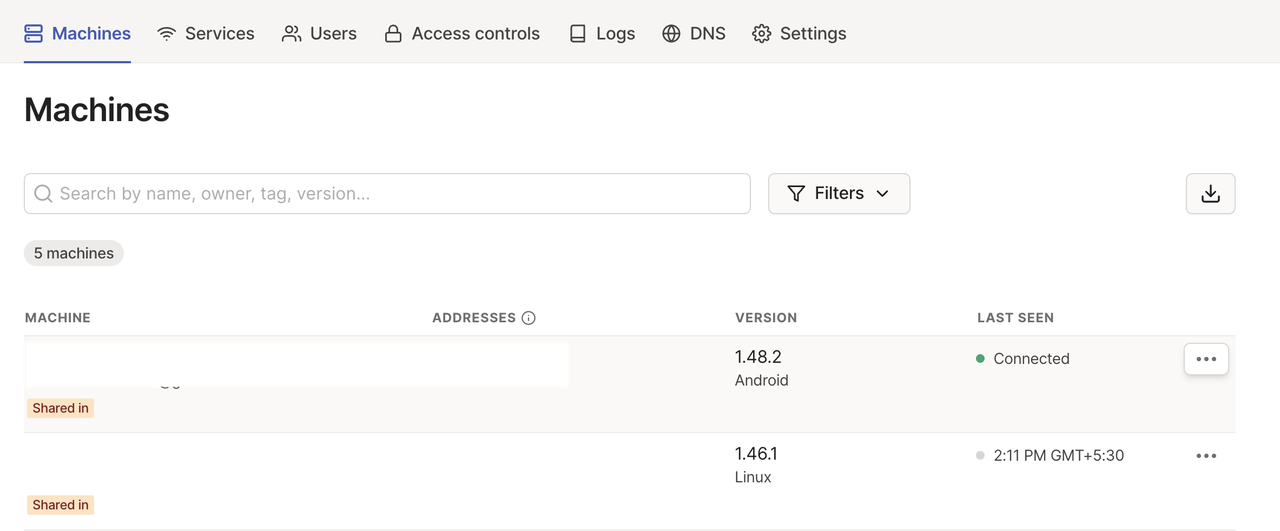 Machines Services Users Access controls Logs DNS Settings
Machines
Search by name, owner, tag, version...
Filters
5 machines
MACHINE ADDRESSES VERSION LAST SEEN
1.48.2 Connected
Android
Shared in
1.46.1 2:11 PM GMT+5:30
Linux
Shared in